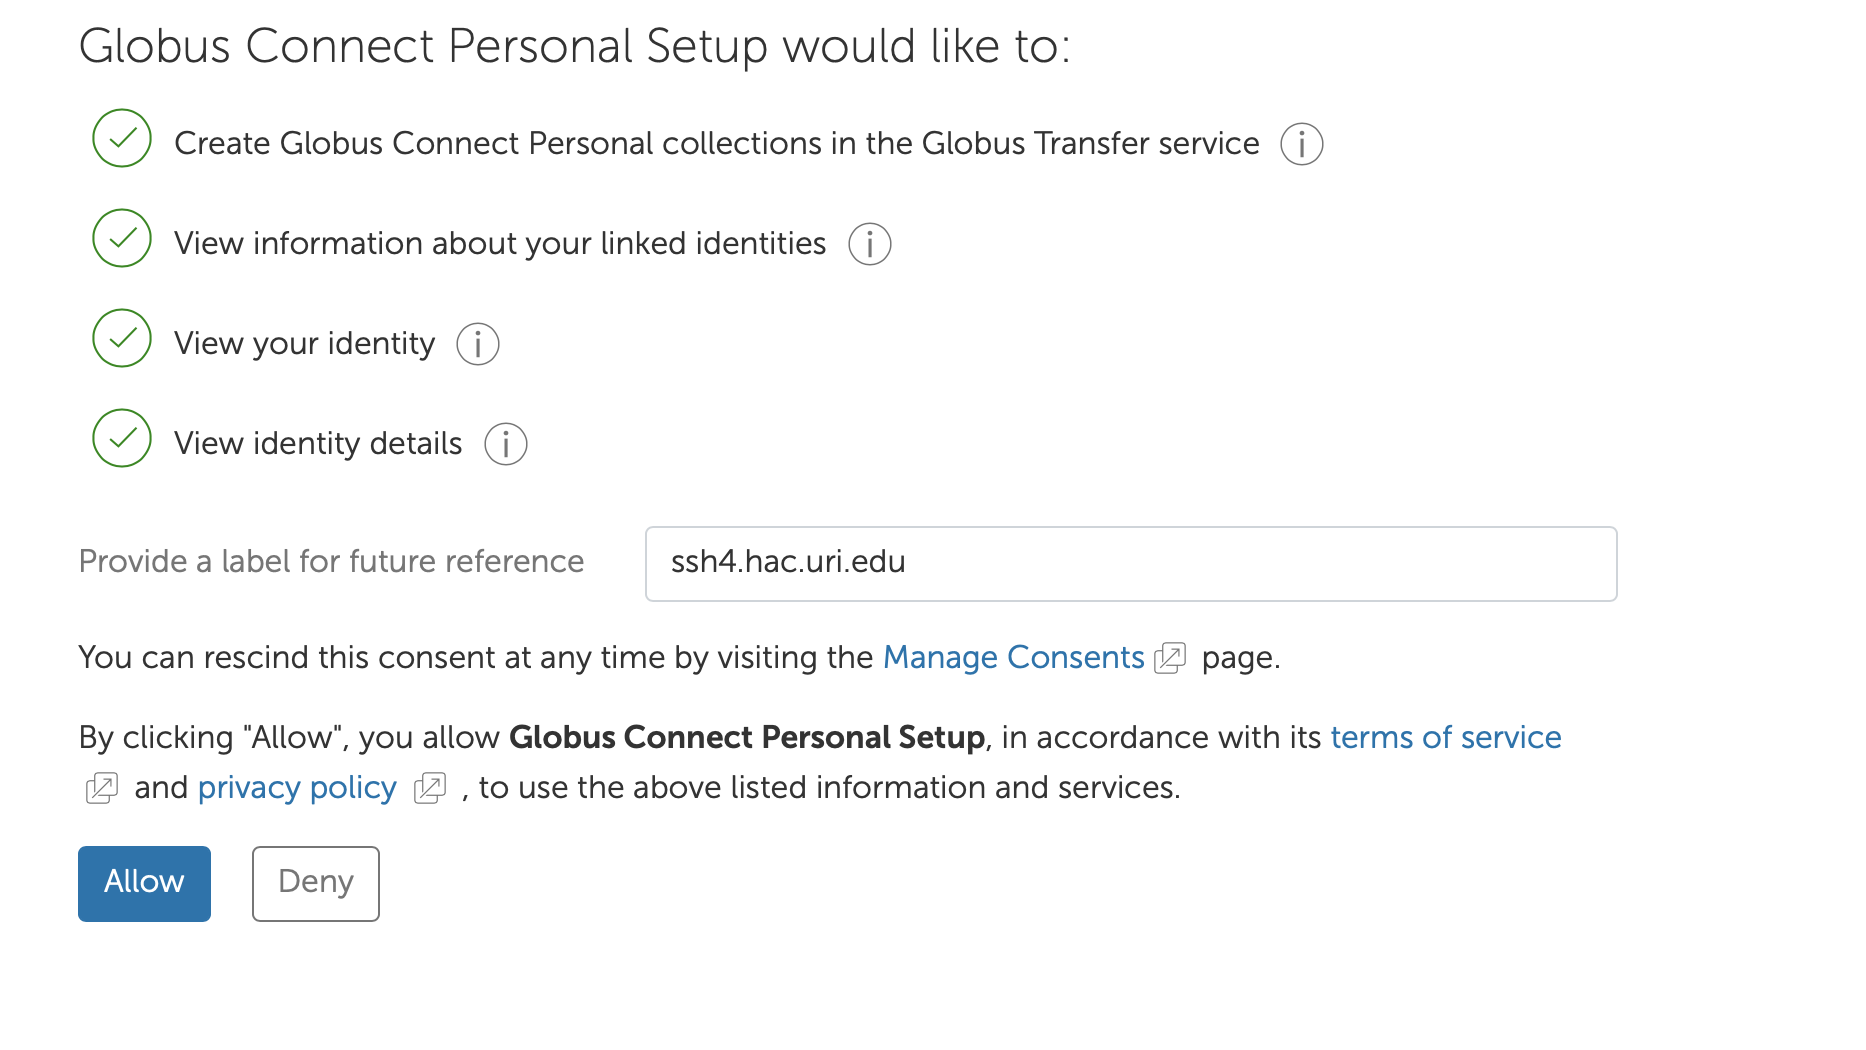 Globus Connect Personal Setup would like to:
Create Globus Connect Personal collections in the Globus Transfer service
View information about your linked identities
View your identity
View identity details
Provide a label for future reference
ssh4.hac.uri.edu
You can rescind this consent at any time by visiting the Manage Consents page.
By clicking "Allow", you allow Globus Connect Personal Setup, in accordance with its terms of service
and privacy policy , to use the above listed information and services.
Allow
Deny